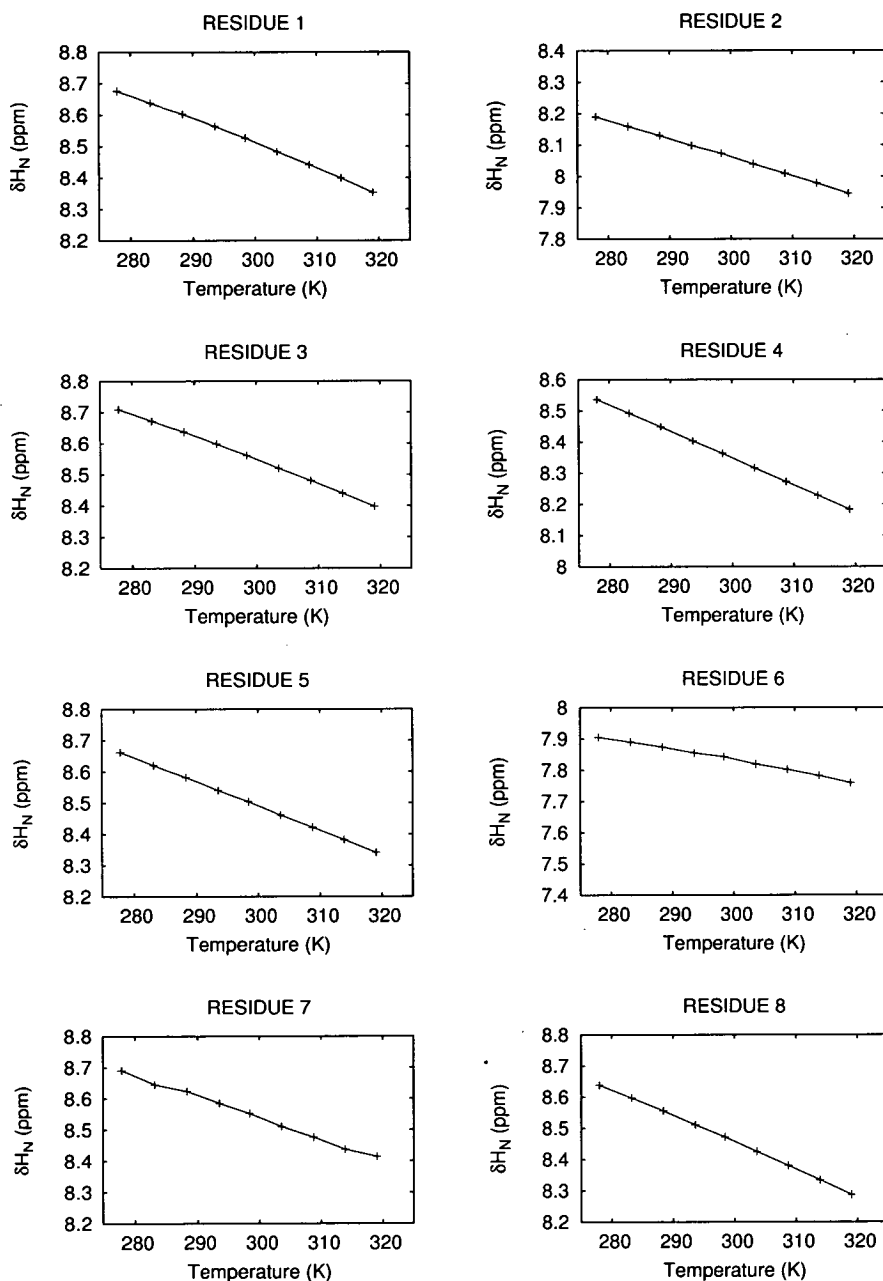 RESIDUE 1
8.8
8.7
8.6
8.5
8.4
8.3
8.2
δH_N (ppm)
280 290 300 310 320
Temperature (K)
RESIDUE 2
8.4
8.3
8.2
8.1
8
7.9
7.8
δH_N (ppm)
280 290 300 310 320
Temperature (K)
RESIDUE 3
8.8
8.7
8.6
8.5
8.4
8.3
8.2
δH_N (ppm)
280 290 300 310 320
Temperature (K)
RESIDUE 4
8.6
8.5
8.4
8.3
8.2
8.1
8
δH_N (ppm)
280 290 300 310 320
Temperature (K)
RESIDUE 5
8.8
8.7
8.6
8.5
8.4
8.3
8.2
δH_N (ppm)
280 290 300 310 320
Temperature (K)
RESIDUE 6
8
7.9
7.8
7.7
7.6
7.5
7.4
δH_N (ppm)
280 290 300 310 320
Temperature (K)
RESIDUE 7
8.8
8.7
8.6
8.5
8.4
8.3
8.2
δH_N (ppm)
280 290 300 310 320
Temperature (K)
RESIDUE 8
8.8
8.7
8.6
8.5
8.4
8.3
8.2
δH_N (ppm)
280 290 300 310 320
Temperature (K)